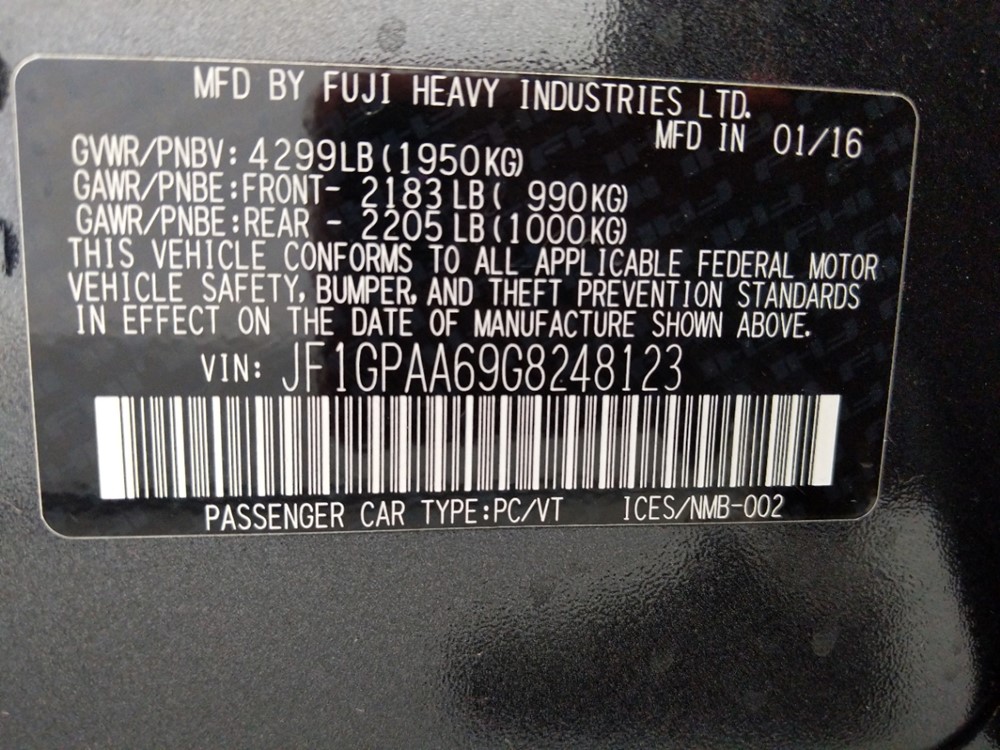 MFD BY FUJI HEAVY INDUSTRIES LTD.
MFD IN 01/16
GVWR/PNBV: 4299LB(1950KG)
GAWR/PNBE:FRONT- 2183LB( 990KG)
GAWR/PNBE:REAR - 2205LB(1000KG)
THIS VEHICLE CONFORMS TO ALL APPLICABLE FEDERAL MOTOR
VEHICLE SAFETY, BUMPER, AND THEFT PREVENTION STANDARDS
IN EFFECT ON THE DATE OF MANUFACTURE SHOWN ABOVE.
VIN: JF1GPAA69G8248123
PASSENGER CAR TYPE:PC/VT ICES/NMB-002